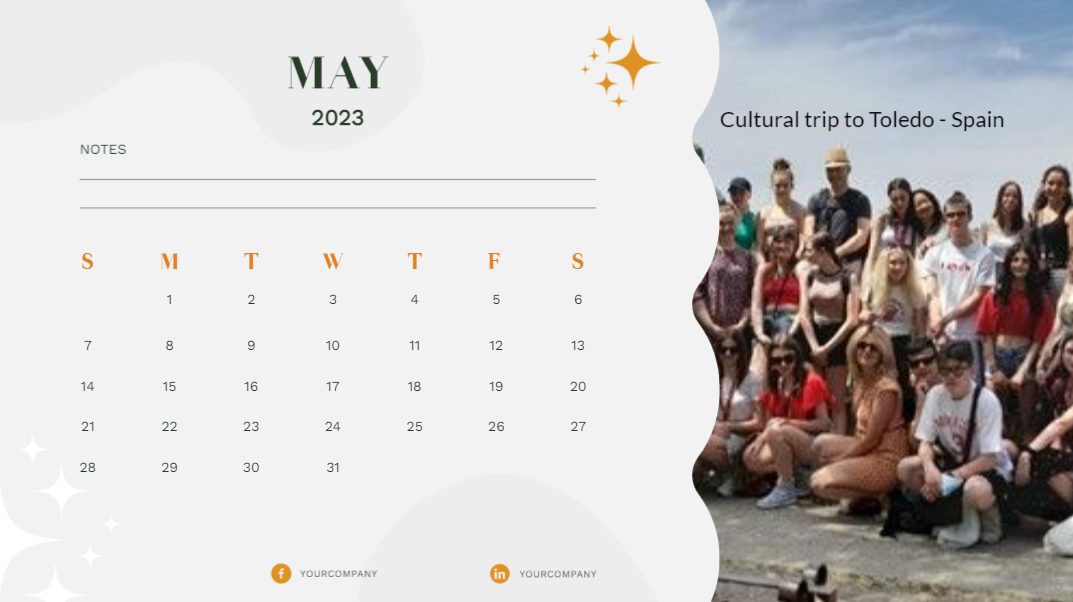 MAY
2023
NOTES
S M T W T F S
1 2 3 4 5 6
7 8 9 10 11 12 13
14 15 16 17 18 19 20
21 22 23 24 25 26 27
28 29 30 31
YOURCOMPANY YOURCOMPANY
Cultural trip to Toledo - Spain